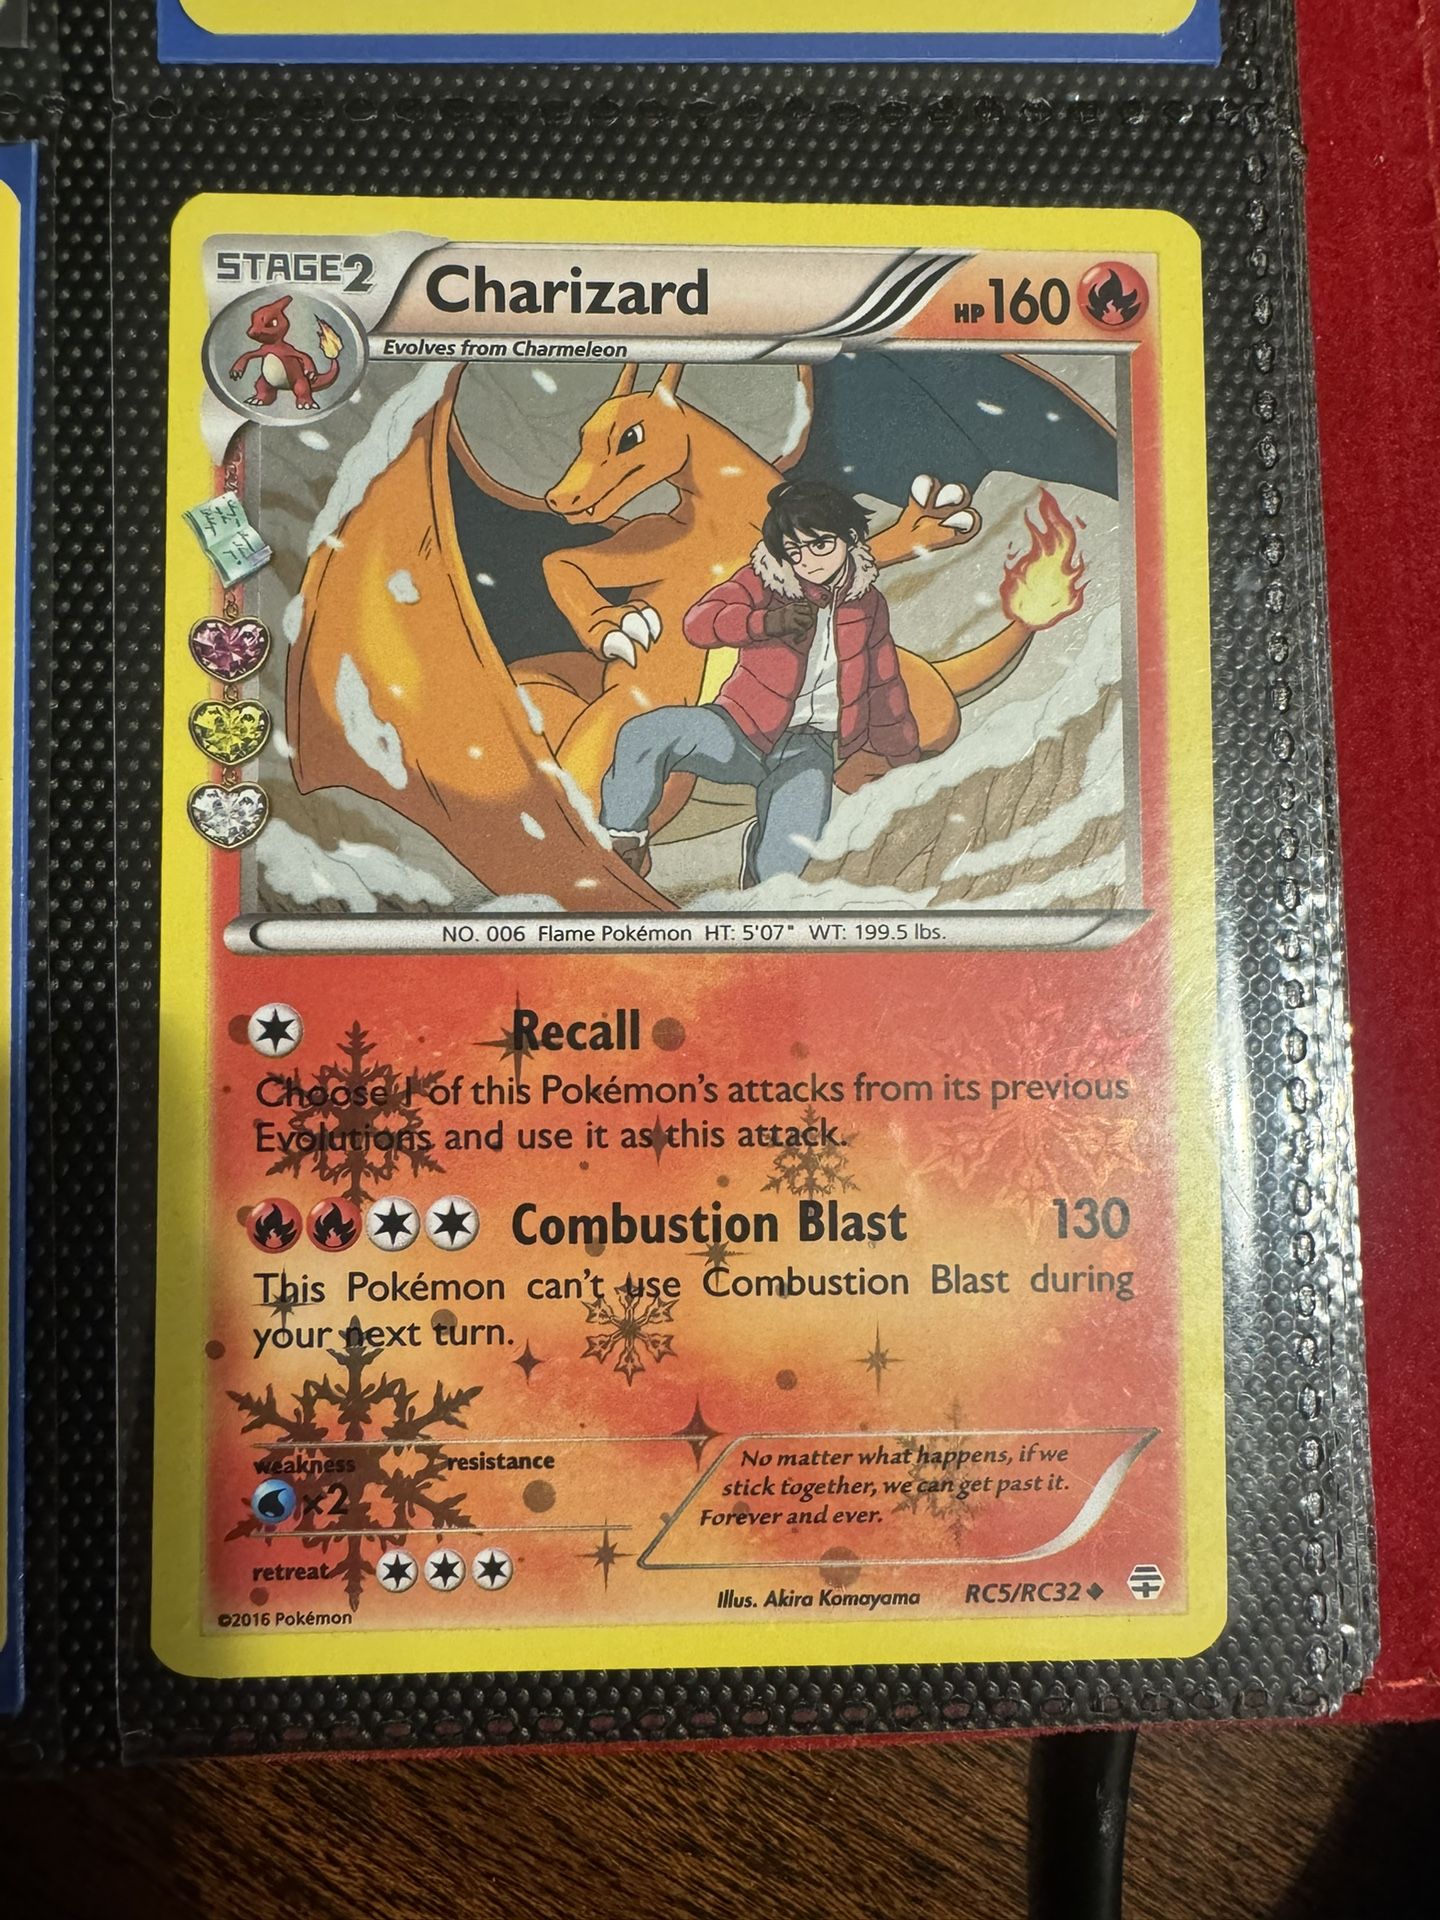 STAGE2
Charizard
HP160
Evolves from Charmeleon
NO. 006 Flame Pokémon HT: 5'07" WT: 199.5 lbs.
Recall
Choose 1 of this Pokémon's attacks from its previous
Evolutions and use it as this attack.
Combustion Blast 130
This Pokémon can't use Combustion Blast during
your next turn.
weakness resistance
×2
No matter what happens, if we
stick together, we can get past it.
Forever and ever.
retreat
Illus. Akira Komayama RC5/RC32
©2016 Pokémon